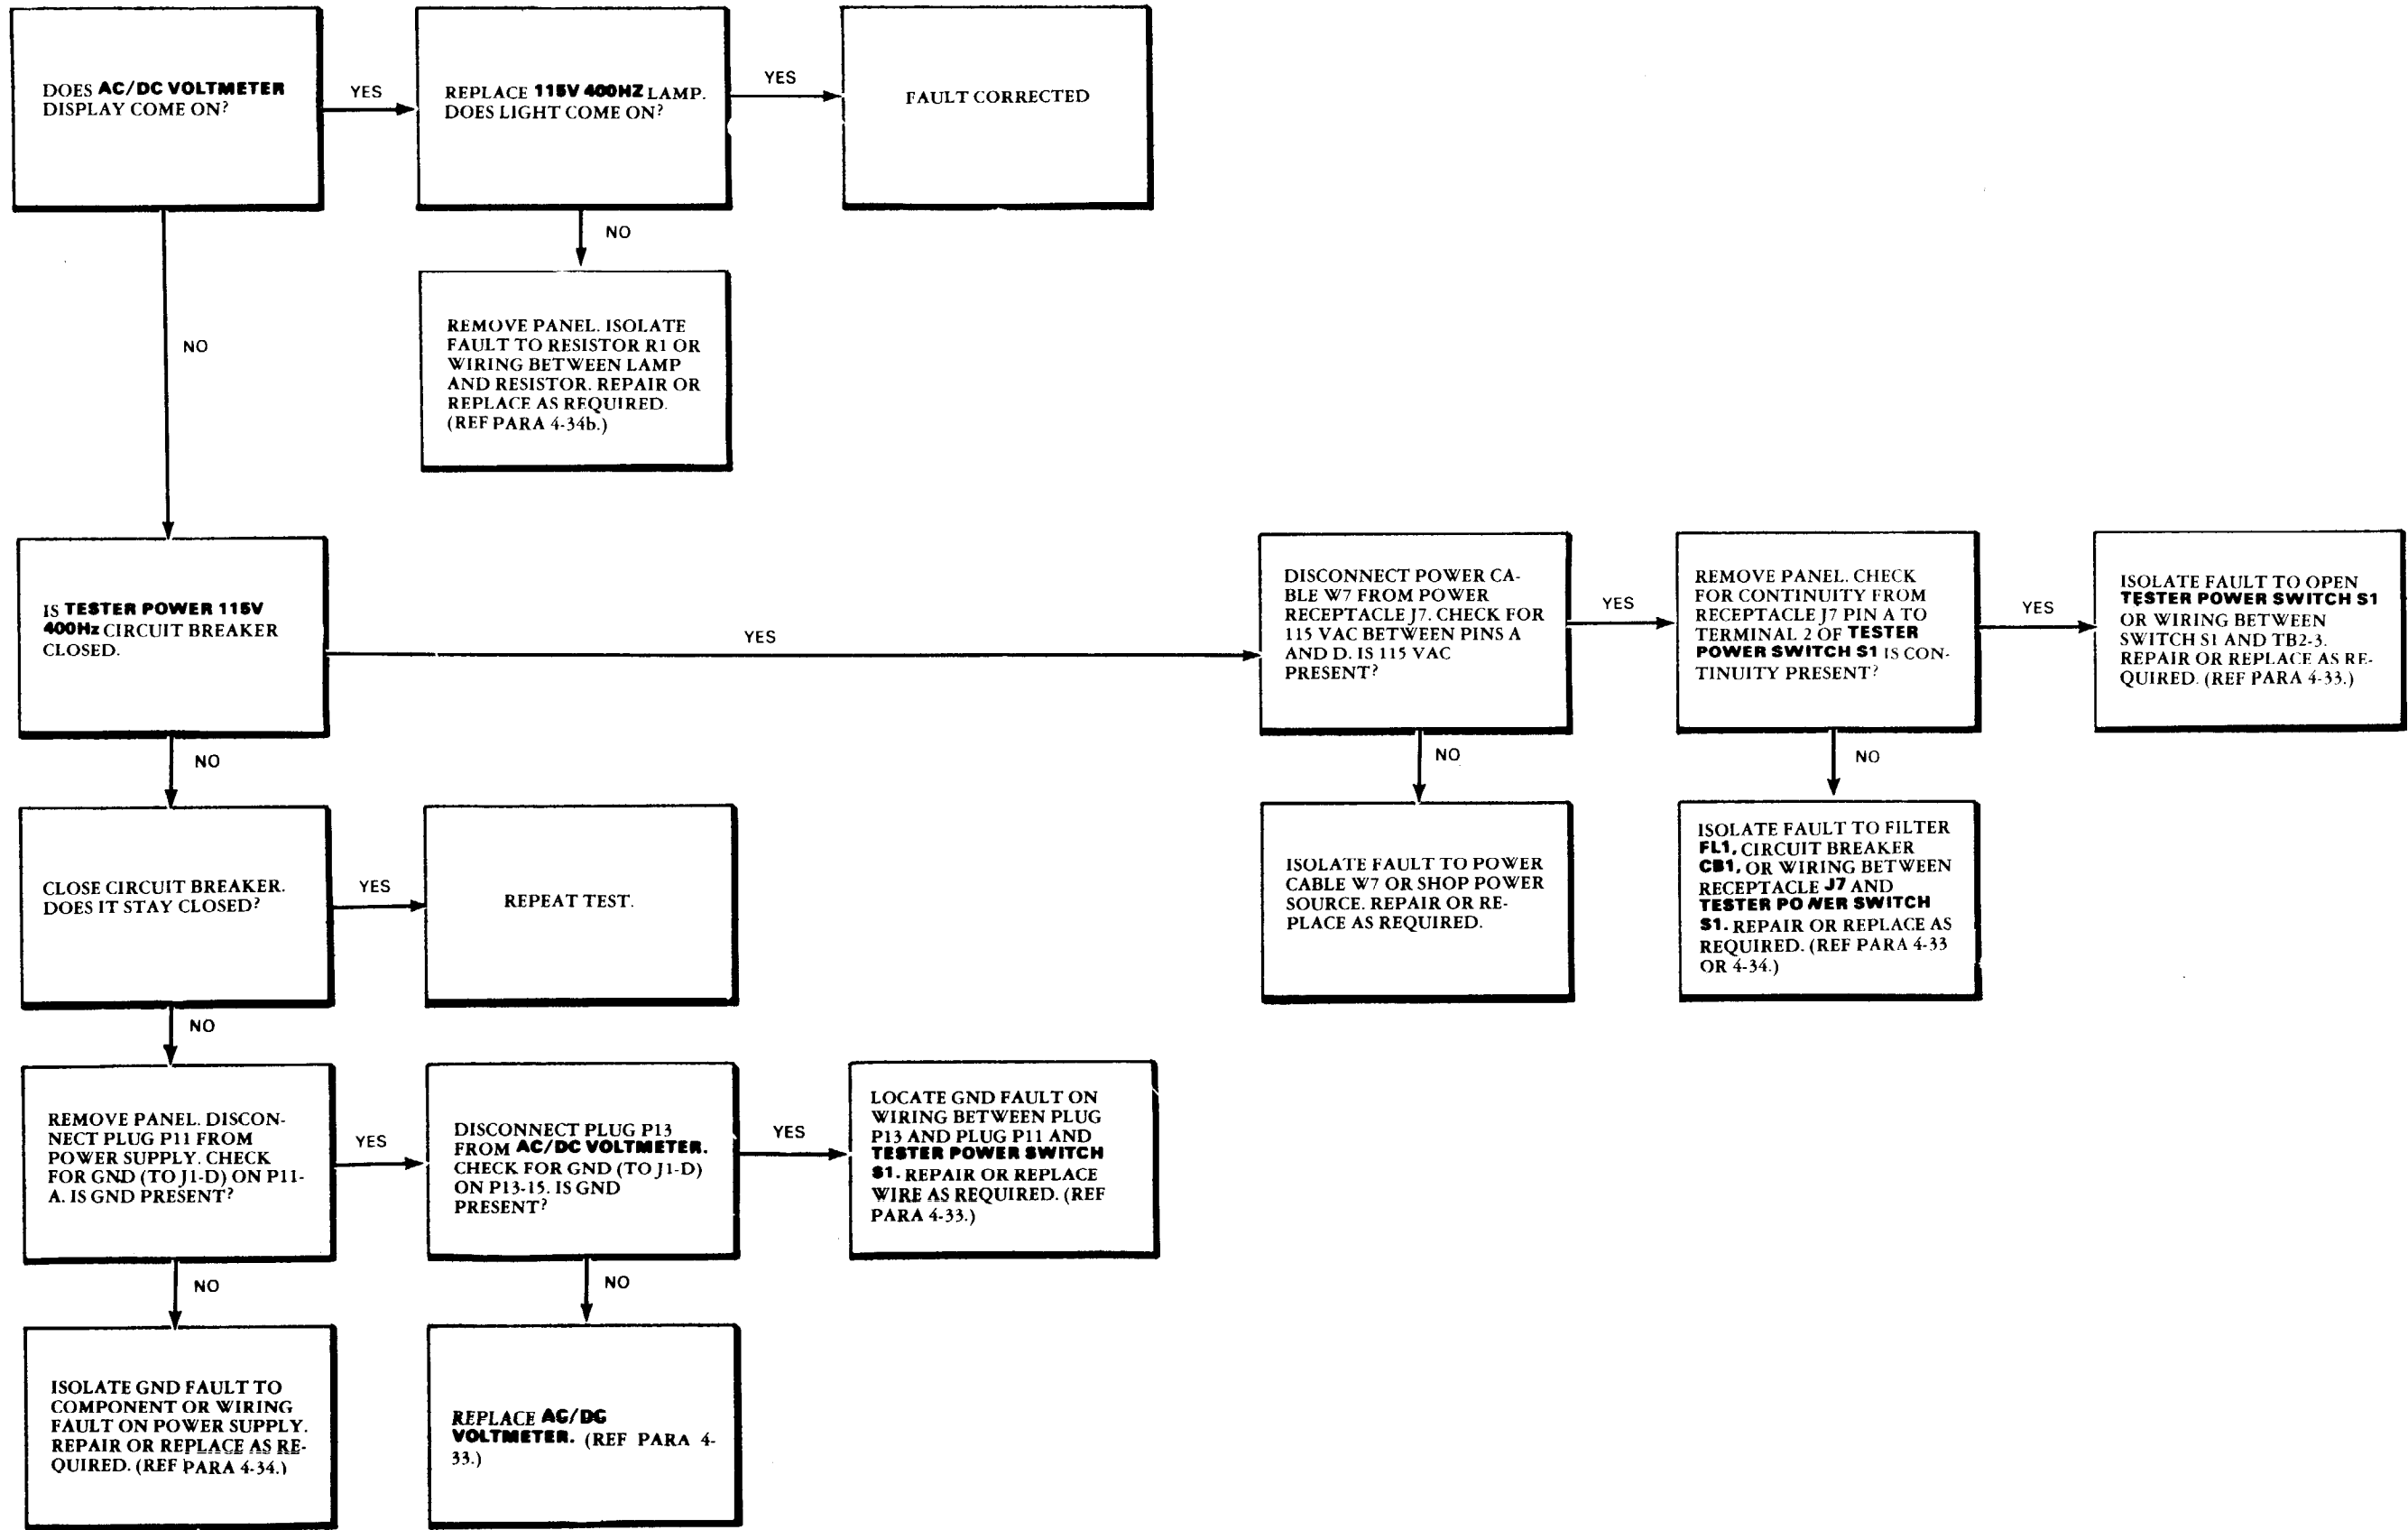 DOES AC/DC VOLTMETER
DISPLAY COME ON?
YES
REPLACE 115V 400HZ LAMP.
DOES LIGHT COME ON?
YES
FAULT CORRECTED
NO
REMOVE PANEL. ISOLATE
FAULT TO RESISTOR R1 OR
WIRING BETWEEN LAMP
AND RESISTOR. REPAIR OR
REPLACE AS REQUIRED.
(REF PARA 4-34b.)
NO
IS TESTER POWER 115V
400Hz CIRCUIT BREAKER
CLOSED.
YES
DISCONNECT POWER CA-
BLE W7 FROM POWER
RECEPTACLE J7. CHECK FOR
115 VAC BETWEEN PINS A
AND D. IS 115 VAC
PRESENT?
YES
REMOVE PANEL. CHECK
FOR CONTINUITY FROM
RECEPTACLE J7 PIN A TO
TERMINAL 2 OF TESTER
POWER SWITCH S1 IS CON-
TINUITY PRESENT?
YES
ISOLATE FAULT TO OPEN
TESTER POWER SWITCH S1
OR WIRING BETWEEN
SWITCH S1 AND TB2-3.
REPAIR OR REPLACE AS RE-
QUIRED. (REF PARA 4-33.)
NO
NO
NO
CLOSE CIRCUIT BREAKER.
DOES IT STAY CLOSED?
YES
REPEAT TEST.
ISOLATE FAULT TO POWER
CABLE W7 OR SHOP POWER
SOURCE. REPAIR OR RE-
PLACE AS REQUIRED.
ISOLATE FAULT TO FILTER
FL1, CIRCUIT BREAKER
CB1, OR WIRING BETWEEN
RECEPTACLE J7 AND
TESTER POWER SWITCH
S1. REPAIR OR REPLACE AS
REQUIRED. (REF PARA 4-33
OR 4-34.)
NO
REMOVE PANEL. DISCON-
NECT PLUG P11 FROM
POWER SUPPLY. CHECK
FOR GND (TO J1-D) ON P11-
A. IS GND PRESENT?
YES
DISCONNECT PLUG P13
FROM AC/DC VOLTMETER.
CHECK FOR GND (TO J1-D)
ON P13-15. IS GND
PRESENT?
YES
LOCATE GND FAULT ON
WIRING BETWEEN PLUG
P13 AND PLUG P11 AND
TESTER POWER SWITCH
S1. REPAIR OR REPLACE
WIRE AS REQUIRED. (REF
PARA 4-33.)
NO
NO
ISOLATE GND FAULT TO
COMPONENT OR WIRING
FAULT ON POWER SUPPLY.
REPAIR OR REPLACE AS RE-
QUIRED. (REF PARA 4-34.)
REPLACE AC/DC
VOLTMETER. (REF PARA 4-
33.)